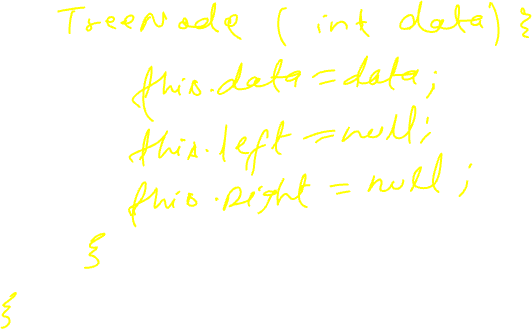 TreeNode ( int data) {
this.data = data;
this.left = null;
this.right = null;
}
}